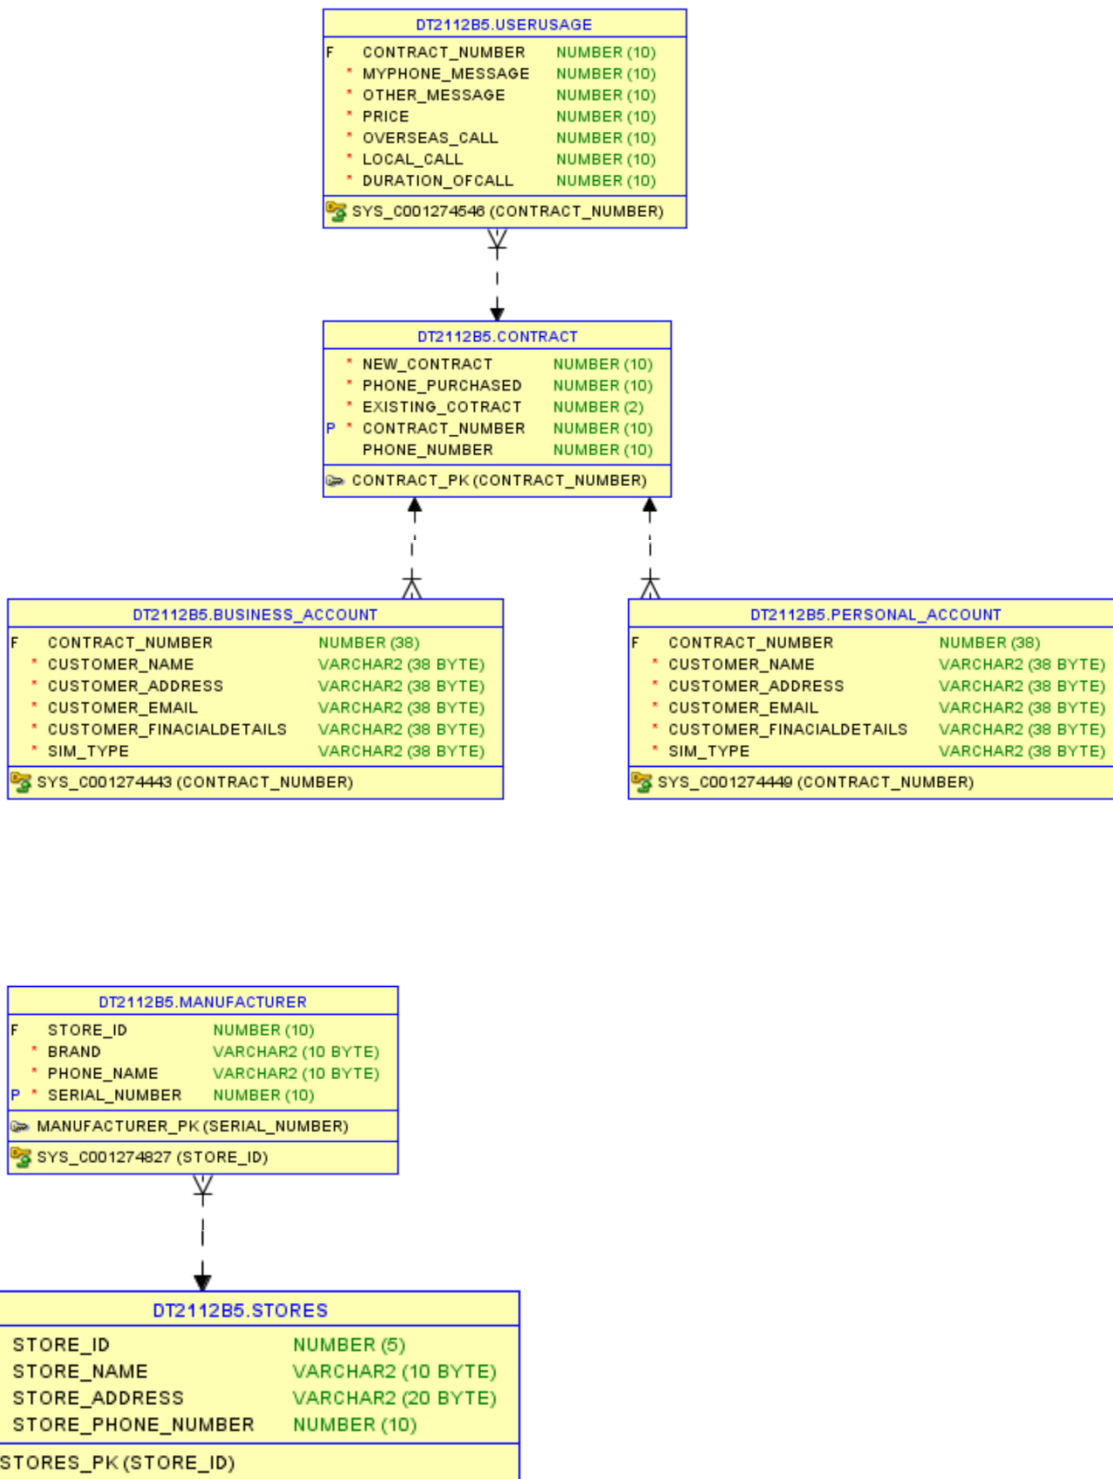 DT2112B5.USERUSAGE
F CONTRACT_NUMBER NUMBER (10)
* MYPHONE_MESSAGE NUMBER (10)
* OTHER_MESSAGE NUMBER (10)
* PRICE NUMBER (10)
* OVERSEAS_CALL NUMBER (10)
* LOCAL_CALL NUMBER (10)
* DURATION_OFCALL NUMBER (10)
SYS_C001274546 (CONTRACT_NUMBER)
DT2112B5.CONTRACT
* NEW_CONTRACT NUMBER (10)
* PHONE_PURCHASED NUMBER (10)
* EXISTING_COTRACT NUMBER (2)
P * CONTRACT_NUMBER NUMBER (10)
PHONE_NUMBER NUMBER (10)
CONTRACT_PK (CONTRACT_NUMBER)
DT2112B5.BUSINESS_ACCOUNT
F CONTRACT_NUMBER NUMBER (38)
* CUSTOMER_NAME VARCHAR2 (38 BYTE)
* CUSTOMER_ADDRESS VARCHAR2 (38 BYTE)
* CUSTOMER_EMAIL VARCHAR2 (38 BYTE)
* CUSTOMER_FINACIALDETAILS VARCHAR2 (38 BYTE)
* SIM_TYPE VARCHAR2 (38 BYTE)
SYS_C001274443 (CONTRACT_NUMBER)
DT2112B5.PERSONAL_ACCOUNT
F CONTRACT_NUMBER NUMBER (38)
* CUSTOMER_NAME VARCHAR2 (38 BYTE)
* CUSTOMER_ADDRESS VARCHAR2 (38 BYTE)
* CUSTOMER_EMAIL VARCHAR2 (38 BYTE)
* CUSTOMER_FINACIALDETAILS VARCHAR2 (38 BYTE)
* SIM_TYPE VARCHAR2 (38 BYTE)
SYS_C001274449 (CONTRACT_NUMBER)
DT2112B5.MANUFACTURER
F STORE_ID NUMBER (10)
* BRAND VARCHAR2 (10 BYTE)
* PHONE_NAME VARCHAR2 (10 BYTE)
P * SERIAL_NUMBER NUMBER (10)
MANUFACTURER_PK (SERIAL_NUMBER)
SYS_C001274827 (STORE_ID)
DT2112B5.STORES
STORE_ID NUMBER (5)
STORE_NAME VARCHAR2 (10 BYTE)
STORE_ADDRESS VARCHAR2 (20 BYTE)
STORE_PHONE_NUMBER NUMBER (10)
STORES_PK (STORE_ID)